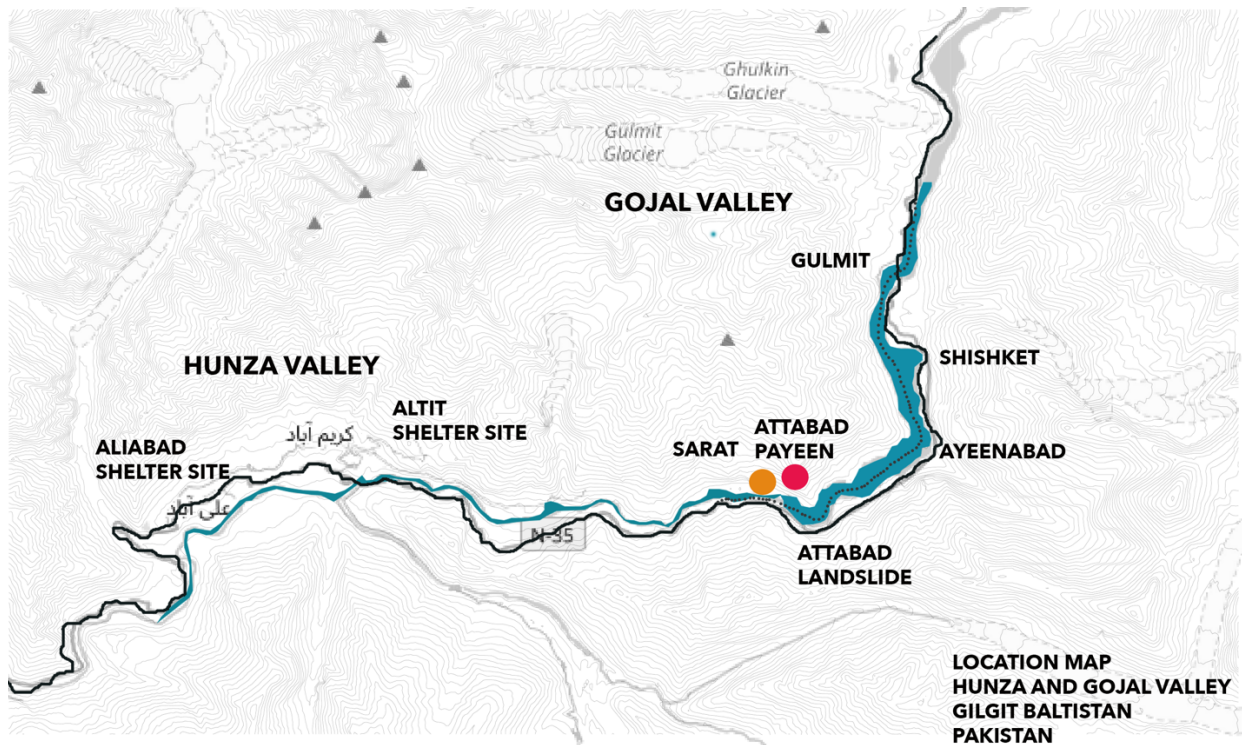 Ghulkin
Glacier
Gulmit
Glacier
GOJAL VALLEY
GULMIT
SHISHKET
HUNZA VALLEY
ALTIT
SHELTER SITE
کریم آباد
ALIABAD
SHELTER SITE
علی آباد
SARAT
ATTABAD
PAYEEN
AYEENABAD
N-35
ATTABAD
LANDSLIDE
LOCATION MAP
HUNZA AND GOJAL VALLEY
GILGIT BALTISTAN
PAKISTAN